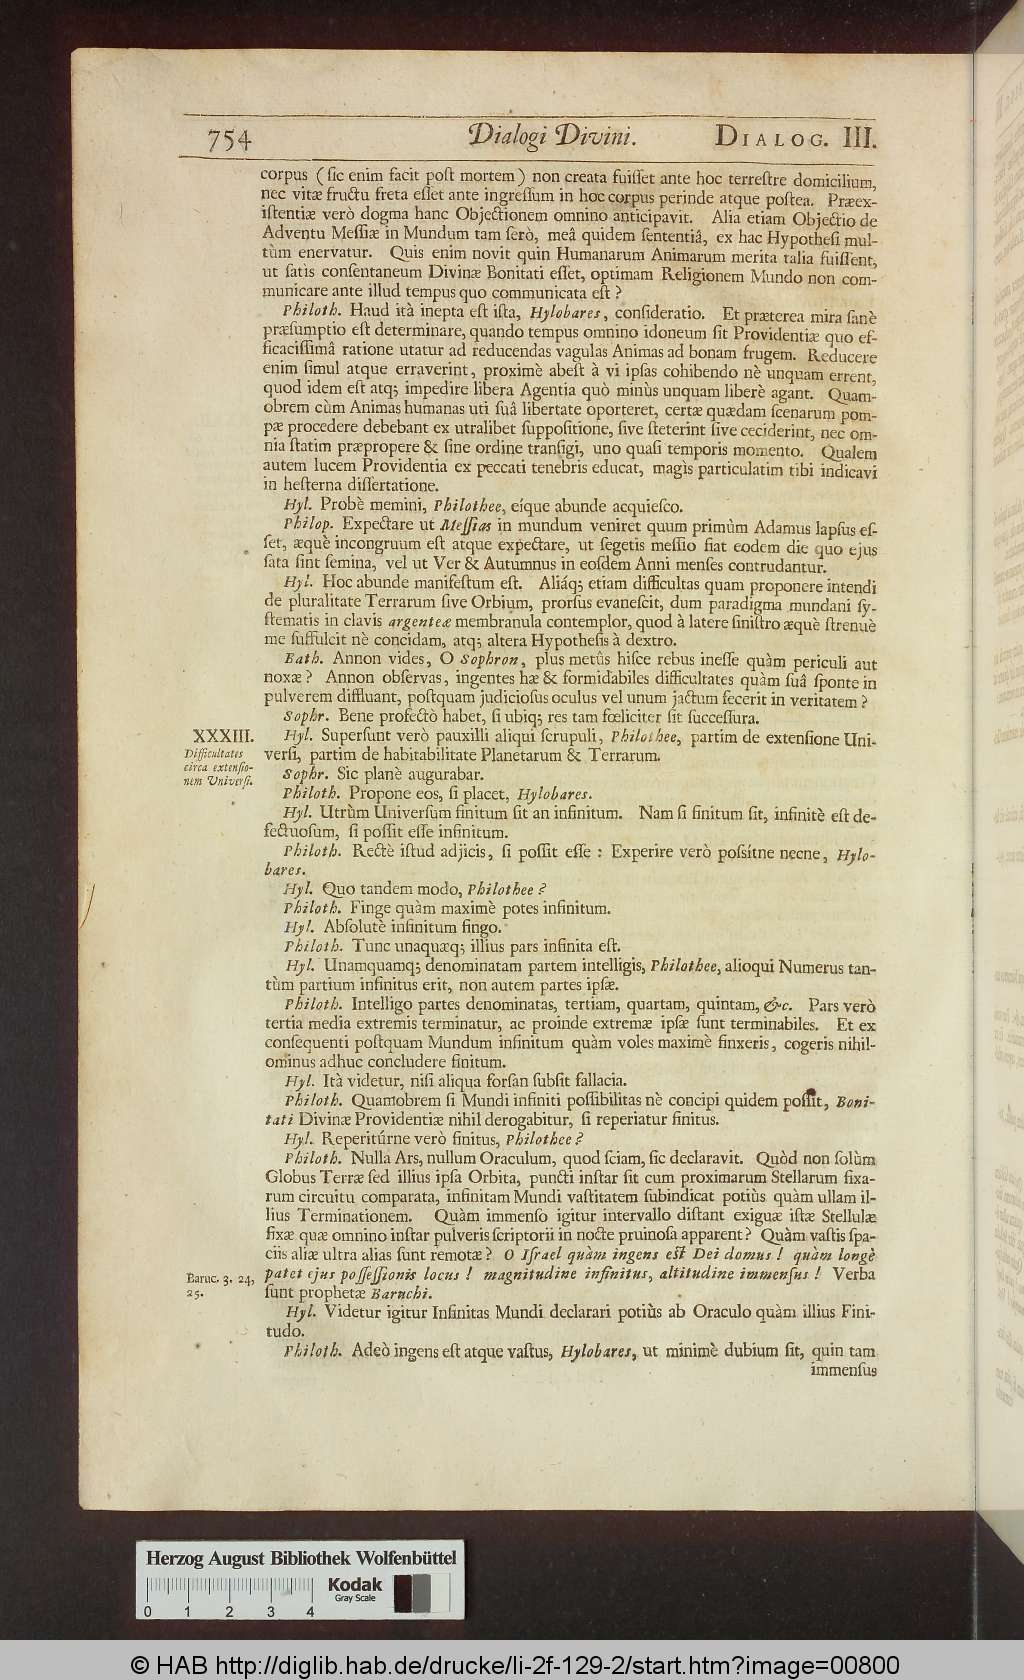 754 Dialogi Divini. DIALOG. III.
corpus (ſic enim facit poſt mortem) non creata fuiſſet ante hoc terreſtre domicilium,
nec vitæ fructu freta eſſet ante ingreſſum in hoc corpus perinde atque poſtea. Præex-
iſtentiæ verò dogma hanc Objectionem omnino anticipavit. Alia etiam Objectio de
Adventu Meſſiæ in Mundum tam ſerò, meâ quidem ſententiâ, ex hac Hypotheſi mul-
tùm enervatur. Quis enim novit quin Humanarum Animarum merita talia fuiſſent,
ut ſatìs conſentaneum Divinæ Bonitati eſſet, optimam Religionem Mundo non com-
municare ante illud tempus quo communicata eſt?
Philoth. Haud ità inepta eſt iſta, Hylobares, conſideratio. Et præterea mira ſanè
præſumptio eſt determinare, quando tempus omnino idoneum ſit Providentiæ quo ef-
ficaciſſimâ ratione utatur ad reducendas vagulas Animas ad bonam frugem. Reducere
enim ſimul atque erraverint, proximè abeſt à vi ipſas cohibendo nè unquam errent,
quod idem eſt atq; impedire libera Agentia quò minùs unquam liberè agant. Quam-
obrem cùm Animas humanas uti ſuâ libertate oporteret, certæ quædam ſcenarum pom-
pæ procedere debebant ex utralibet ſuppoſitione, ſive ſteterint ſive ceciderint, nec om-
nia ſtatim præpropere & ſine ordine tranſigi, uno quaſi temporis momento. Qualem
autem lucem Providentia ex peccati tenebris educat, magìs particulatim tibi indicavi
in heſterna diſſertatione.
Hyl. Probè memini, Philothee, eíque abunde acquieſco.
Philop. Expectare ut Meſſias in mundum veniret quum primùm Adamus lapſus eſ-
ſet, æquè incongruum eſt atque expectare, ut ſegetis meſſio fiat eodem die quo ejus
ſata ſint ſemina, vel ut Ver & Autumnus in eoſdem Anni menſes contrudantur.
Hyl. Hoc abunde manifeſtum eſt. Aliáq; etiam difficultas quam proponere intendi
de pluralitate Terrarum ſive Orbium, prorſus evaneſcit, dum paradigma mundani ſy-
ſtematis in clavis argenteæ membranula contemplor, quod à latere ſiniſtro æquè ſtrenuè
me ſuffulcit nè concidam, atq; altera Hypotheſis à dextro.
Bath. Annon vides, O Sophron, plus metûs hiſce rebus ineſſe quàm periculi aut
noxæ? Annon obſervas, ingentes hæ & formidabiles difficultates quàm ſuâ ſponte in
pulverem diffluant, poſtquam judicioſus oculus vel unum jactum fecerit in veritatem?
Sophr. Bene profectò habet, ſi ubiq; res tam fœliciter ſit ſucceſſura.
XXXIII. Hyl. Superſunt verò pauxilli aliqui ſcrupuli, Philothee, partim de extenſione Uni-
Difficultates
circa extenſio-
nem Univerſi.
verſi, partim de habitabilitate Planetarum & Terrarum.
Sophr. Sic planè augurabar.
Philoth. Propone eos, ſi placet, Hylobares.
Hyl. Utrùm Univerſum finitum ſit an infinitum. Nam ſi finitum ſit, infinitè eſt de-
fectuoſum, ſi poſſit eſſe infinitum.
Philoth. Rectè iſtud adjicis, ſi poſſit eſſe: Experire verò poſsítne necne, Hylo-
bares.
Hyl. Quo tandem modo, Philothee?
Philoth. Finge quàm maximè potes infinitum.
Hyl. Abſolutè infinitum fingo.
Philoth. Tunc unaquæq; illius pars infinita eſt.
Hyl. Unamquamq; denominatam partem intelligis, Philothee, alioqui Numerus tan-
tùm partium infinitus erit, non autem partes ipſæ.
Philoth. Intelligo partes denominatas, tertiam, quartam, quintam, &c. Pars verò
tertia media extremis terminatur, ac proinde extremæ ipſæ ſunt terminabiles. Et ex
conſequenti poſtquam Mundum infinitum quàm voles maximè finxeris, cogeris nihil-
ominus adhuc concludere finitum.
Hyl. Ità videtur, niſi aliqua forſan ſubſit fallacia.
Philoth. Quamobrem ſi Mundi infiniti poſſibilitas nè concipi quidem poſſit, Boni-
tati Divinæ Providentiæ nihil derogabitur, ſi reperiatur finitus.
Hyl. Reperitúrne verò finitus, Philothee?
Philoth. Nulla Ars, nullum Oraculum, quod ſciam, ſic declaravit. Quòd non ſolùm
Globus Terræ ſed illius ipſa Orbita, puncti inſtar ſit cum proximarum Stellarum fixa-
rum circuitu comparata, infinitam Mundi vaſtitatem ſubindicat potiùs quàm ullam il-
lius Terminationem. Quàm immenſo igitur intervallo diſtant exiguæ iſtæ Stellulæ
fixæ quæ omnino inſtar pulveris ſcriptorii in nocte pruinoſa apparent? Quàm vaſtis ſpa-
ciis aliæ ultra alias ſunt remotæ? O Iſrael quàm ingens eſt Dei domus! quàm longè
Baruc. 3. 24,
25.
patet ejus poſſeſſionis locus! magnitudine infinitus, altitudine immenſus! Verba
ſunt prophetæ Baruchi.
Hyl. Videtur igitur Infinitas Mundi declarari potiùs ab Oraculo quàm illius Fini-
tudo.
Philoth. Adeò ingens eſt atque vaſtus, Hylobares, ut minimè dubium ſit, quin tam
immenſus
Herzog August Bibliothek Wolfenbüttel
Kodak
Gray Scale
0 1 2 3 4
© HAB http://diglib.hab.de/drucke/li-2f-129-2/start.htm?image=00800